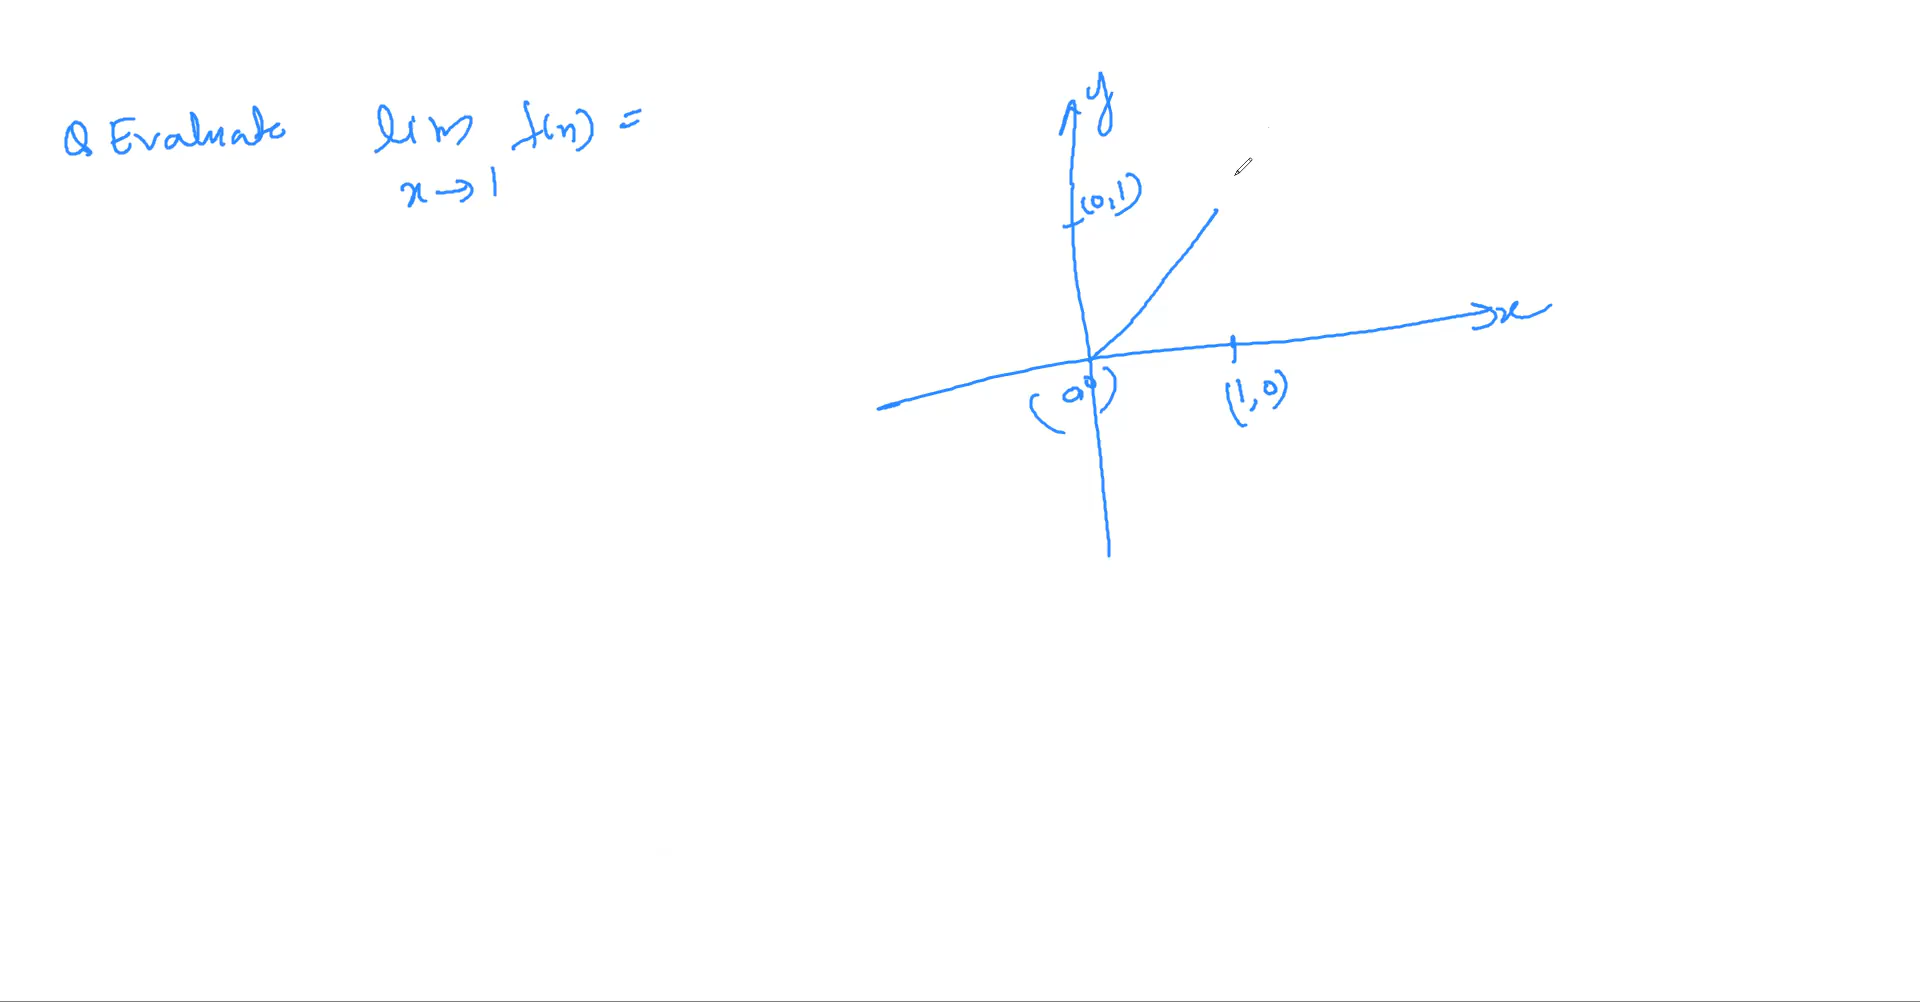 Q Evaluate lim f(x) =
x → 1
y
(0,1)
x
(0,0)
(1,0)